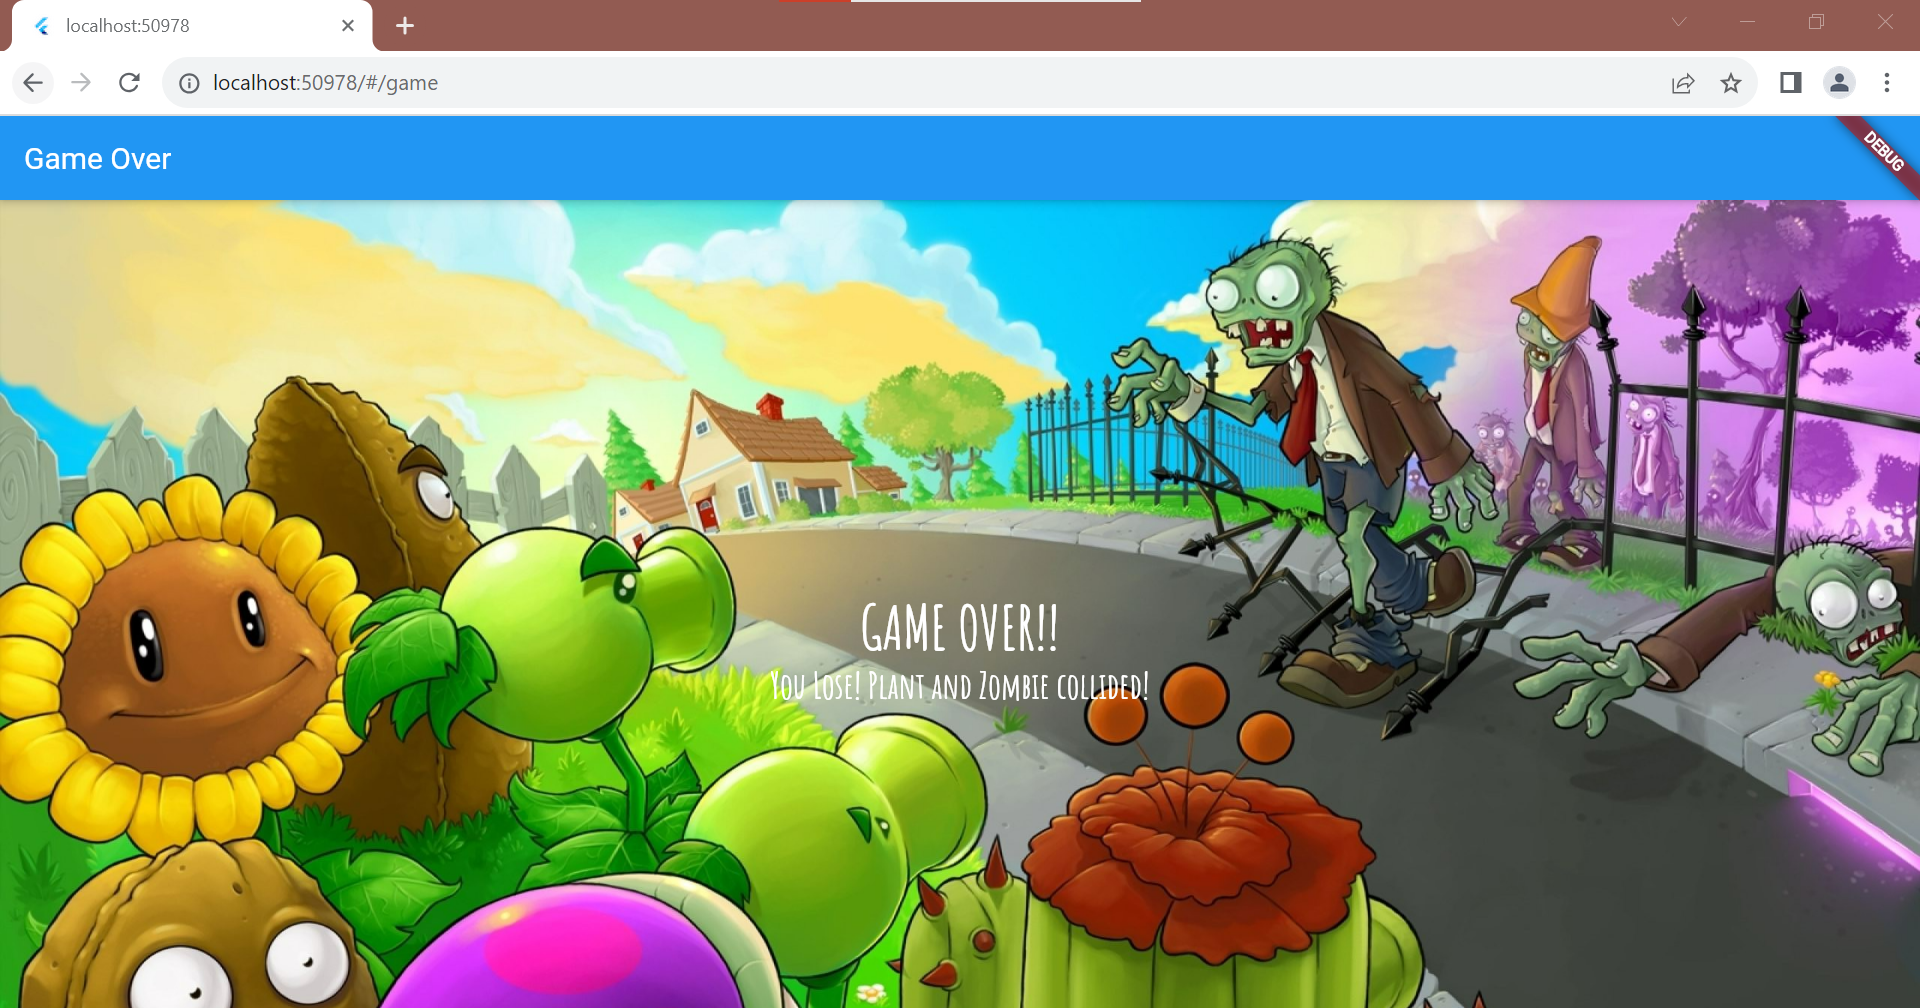 localhost:50978
localhost:50978/#/game
Game Over
DEBUG
GAME OVER!!
You Lose! Plant and Zombie collided!